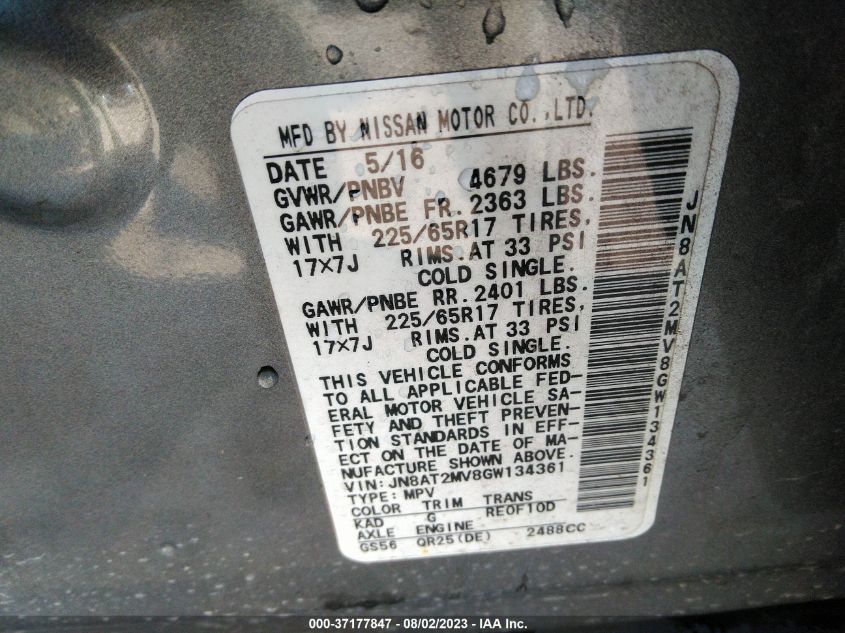 MFD BY NISSAN MOTOR CO.,LTD.
DATE 5/16
GVWR/PNBV 4679 LBS.
GAWR/PNBE FR. 2363 LBS.
WITH 225/65R17 TIRES,
17×7J RIMS.AT 33 PSI
COLD SINGLE.
GAWR/PNBE RR. 2401 LBS.
WITH 225/65R17 TIRES,
17×7J RIMS.AT 33 PSI
COLD SINGLE.
THIS VEHICLE CONFORMS
TO ALL APPLICABLE FED-
ERAL MOTOR VEHICLE SA-
FETY AND THEFT PREVEN-
TION STANDARDS IN EFF-
ECT ON THE DATE OF MA-
NUFACTURE SHOWN ABOVE.
VIN: JN8AT2MV8GW134361
TYPE: MPV
COLOR TRIM TRANS
KAD G RE0F10D
AXLE ENGINE
GS56 QR25(DE) 2488CC
JN8AT2MV8GW134361
000-37177847 - 08/02/2023 - IAA Inc.